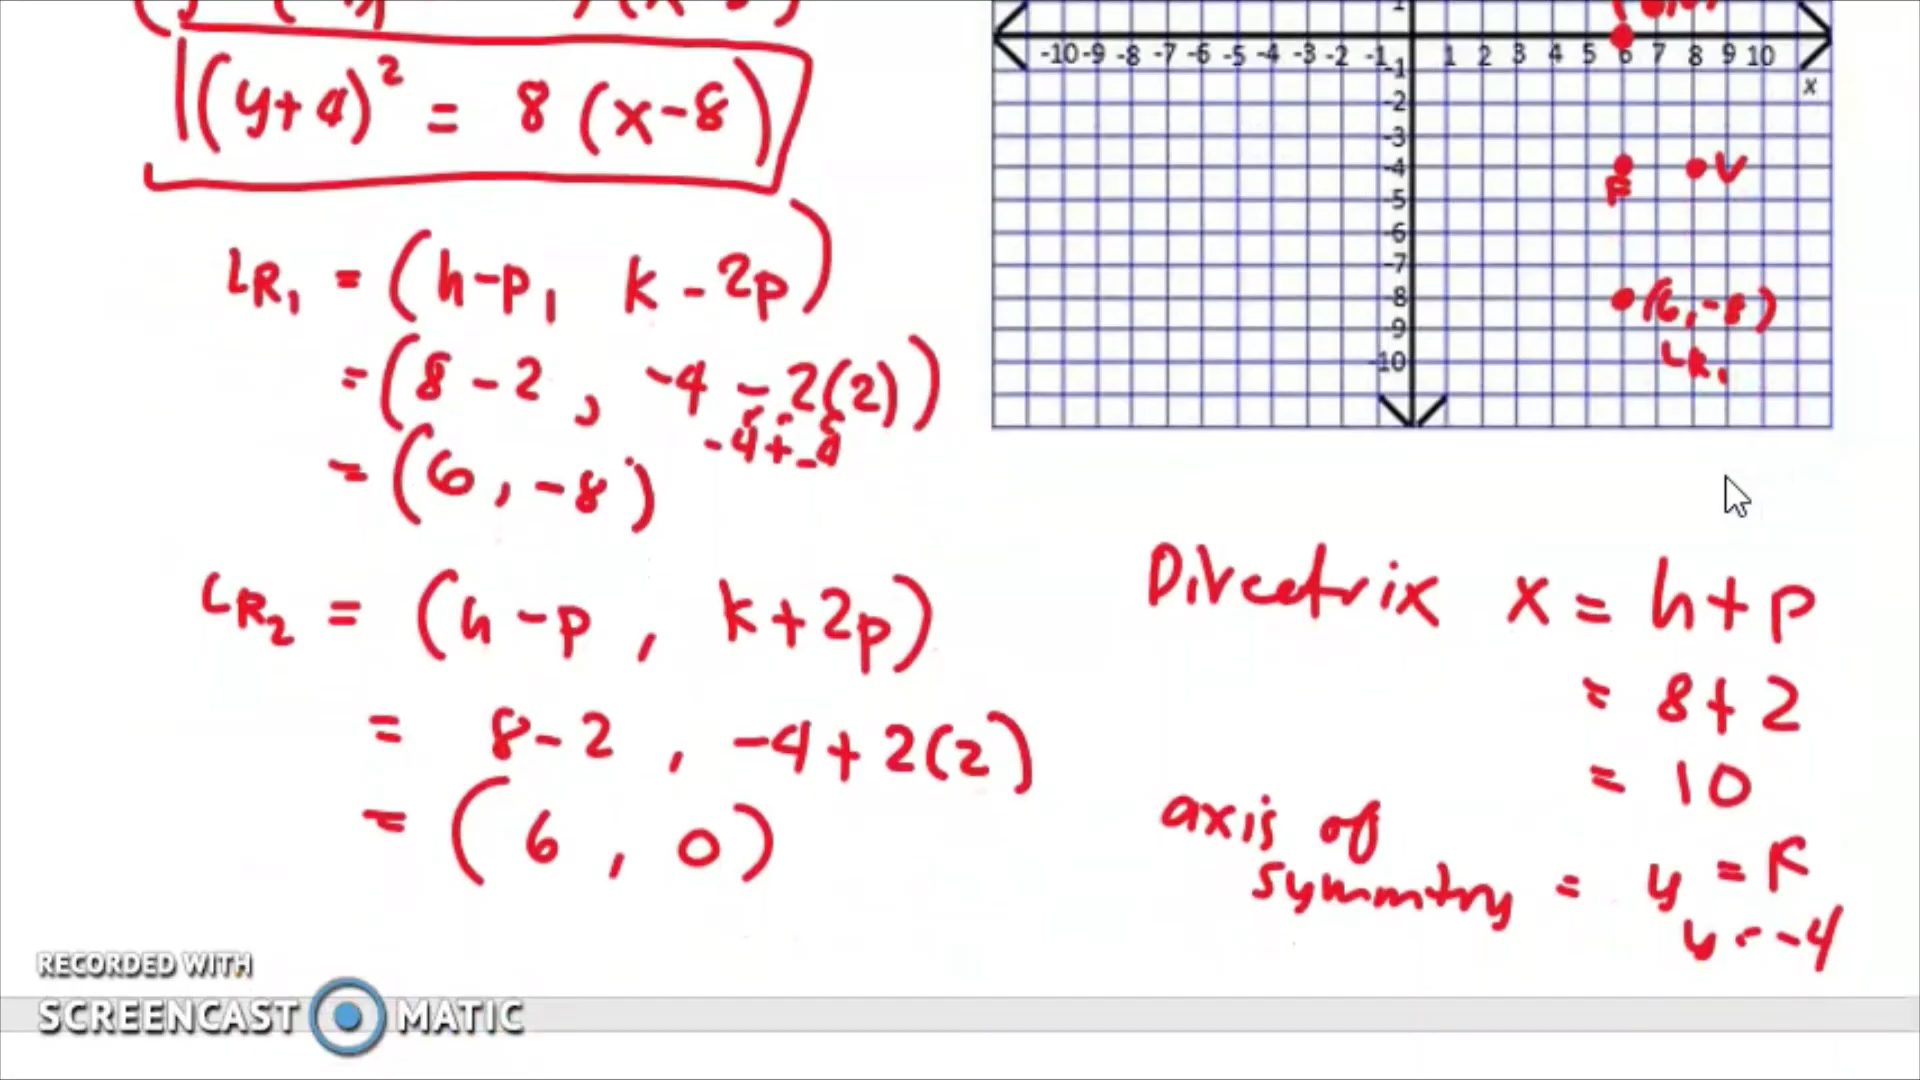 (y+4)² = 8 (x-8)
LR₁ = (h-p, k-2p)
= (8-2, -4-2(2))
-4+-4
= (6, -8)
LR₂ = (h-p, k+2p)
= 8-2, -4+2(2)
= (6, 0)
1
-10 -9 -8 -7 -6 -5 -4 -3 -2 -1 1 2 3 4 5 6 7 8 9 10
x
-1
-2
-3
-4
-5
-6
-7
-8
-9
-10
F
V
(6,-8)
LR₁
Directrix x = h+p
= 8+2
= 10
axis of
symmtry = y = K
y = -4
RECORDED WITH
SCREENCAST MATIC